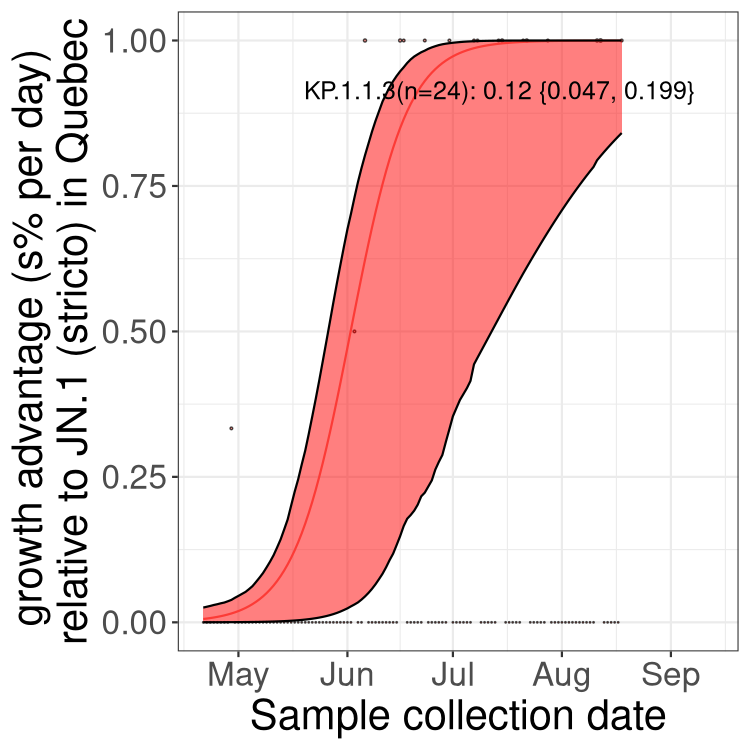 growth advantage (s% per day)
relative to JN.1 (stricto) in Quebec
1.00
0.75
0.50
0.25
0.00
KP.1.1.3(n=24): 0.12 {0.047, 0.199}
May Jun Jul Aug Sep
Sample collection date